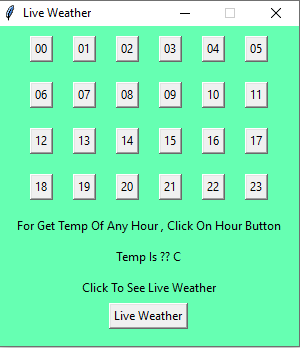 Live Weather
00 01 02 03 04 05
06 07 08 09 10 11
12 13 14 15 16 17
18 19 20 21 22 23
For Get Temp Of Any Hour , Click On Hour Button
Temp Is ?? C
Click To See Live Weather
Live Weather